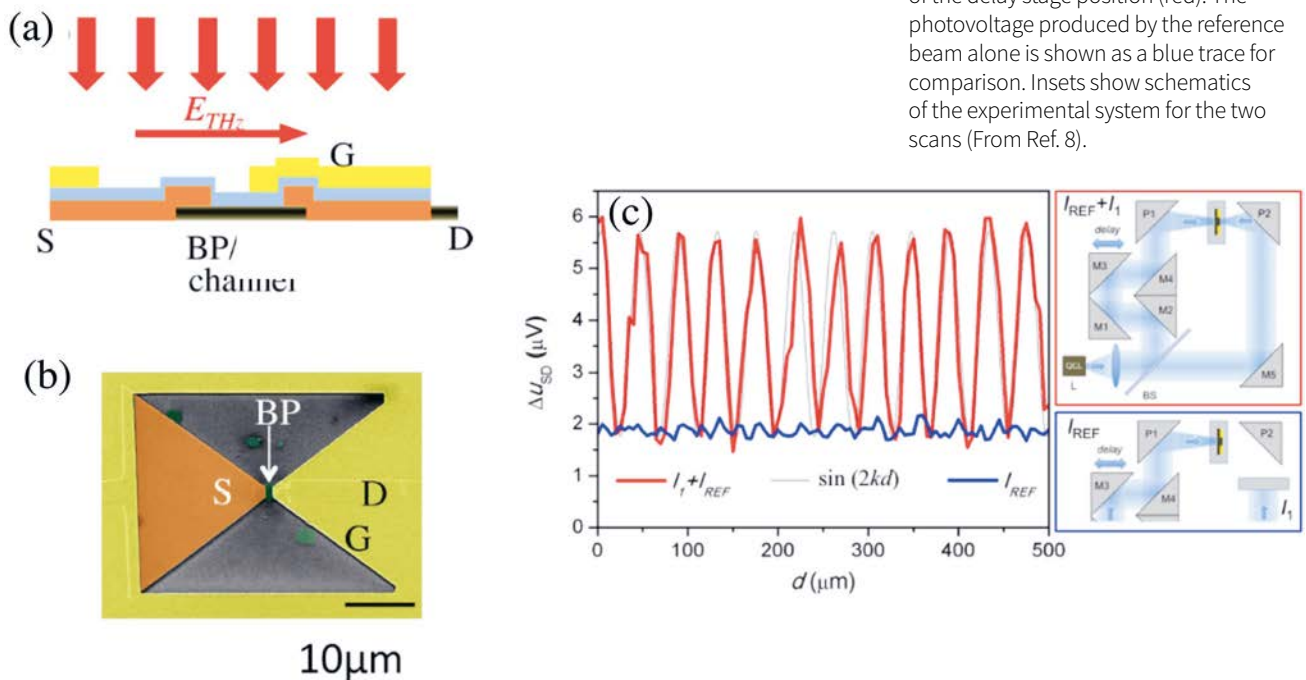 of the delay stage position (red). The
photovoltage produced by the reference
beam alone is shown as a blue trace for
comparison. Insets show schematics
of the experimental system for the two
scans (From Ref. 8).
(a)
E_THz
G
S
BP/
channel
D
(b)
BP
S
D
G
10μm
(c)
Δu_SD (μV)
6
5
4
3
2
1
0
I_1+I_REF
sin (2kd)
I_REF
0 100 200 300 400 500
d (μm)
I_REF+I_1
P1
P2
delay
M3
M4
M1
M2
QCL
L
BS
M5
I_REF
P1
P2
delay
M3
M4
I_1